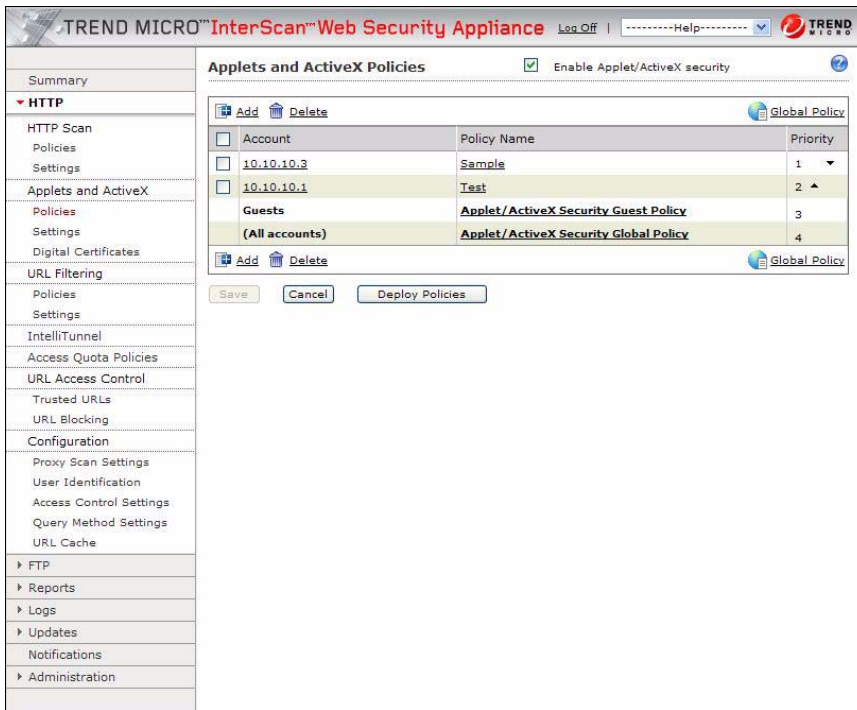 TREND MICRO™ InterScan™ Web Security Appliance Log Off | ---------Help--------- TREND MICRO
Summary
HTTP
HTTP Scan
Policies
Settings
Applets and ActiveX
Policies
Settings
Digital Certificates
URL Filtering
Policies
Settings
IntelliTunnel
Access Quota Policies
URL Access Control
Trusted URLs
URL Blocking
Configuration
Proxy Scan Settings
User Identification
Access Control Settings
Query Method Settings
URL Cache
FTP
Reports
Logs
Updates
Notifications
Administration
Applets and ActiveX Policies Enable Applet/ActiveX security ?
Add Delete Global Policy
Account Policy Name Priority
10.10.10.3 Sample 1
10.10.10.1 Test 2
Guests Applet/ActiveX Security Guest Policy 3
(All accounts) Applet/ActiveX Security Global Policy 4
Add Delete Global Policy
Save Cancel Deploy Policies